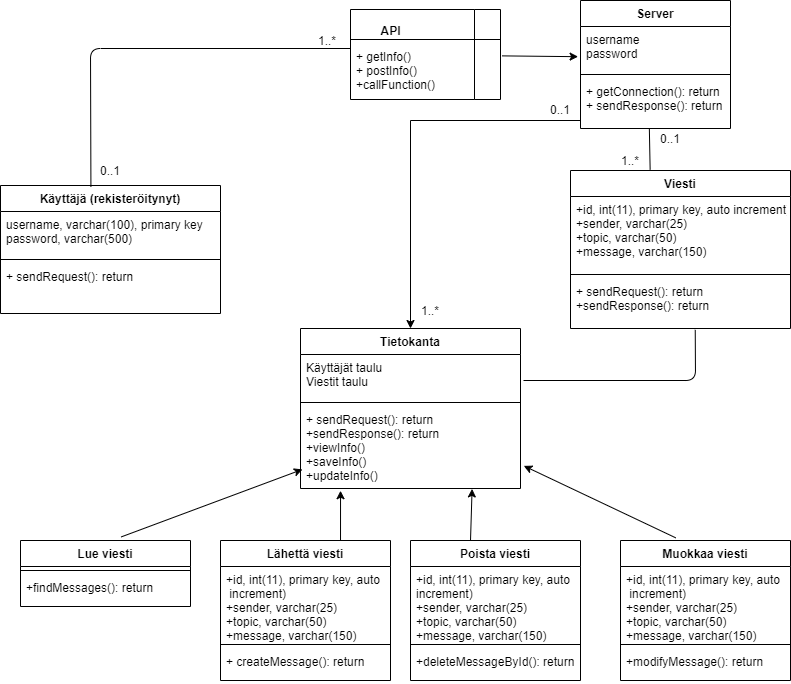 API
+ getInfo()
+ postInfo()
+callFunction()
Server
username
password
+ getConnection(): return
+ sendResponse(): return
1..*
0..1
0..1
0..1
1..*
Käyttäjä (rekisteröitynyt)
username, varchar(100), primary key
password, varchar(500)
+ sendRequest(): return
Viesti
+id, int(11), primary key, auto increment
+sender, varchar(25)
+topic, varchar(50)
+message, varchar(150)
+ sendRequest(): return
+sendResponse(): return
1..*
Tietokanta
Käyttäjät taulu
Viestit taulu
+ sendRequest(): return
+sendResponse(): return
+viewInfo()
+saveInfo()
+updateInfo()
Lue viesti
+findMessages(): return
Lähettä viesti
+id, int(11), primary key, auto
increment)
+sender, varchar(25)
+topic, varchar(50)
+message, varchar(150)
+ createMessage(): return
Poista viesti
+id, int(11), primary key, auto
increment)
+sender, varchar(25)
+topic, varchar(50)
+message, varchar(150)
+deleteMessageById(): return
Muokkaa viesti
+id, int(11), primary key, auto
increment)
+sender, varchar(25)
+topic, varchar(50)
+message, varchar(150)
+modifyMessage(): return